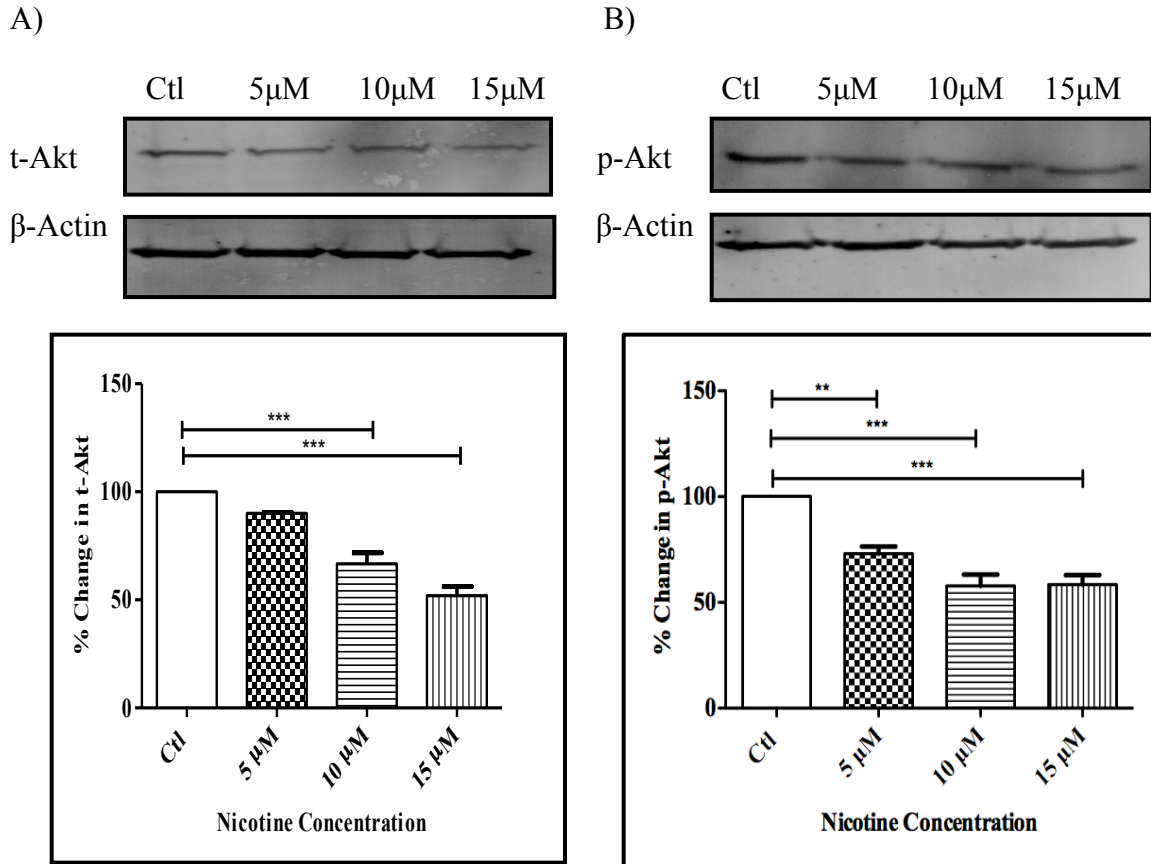 A)
Ctl 5μM 10μM 15μM
t-Akt
β-Actin
150
100
50
0
% Change in t-Akt
***
***
Ctl
5 μM
10 μM
15 μM
Nicotine Concentration
B)
Ctl 5μM 10μM 15μM
p-Akt
β-Actin
150
100
50
0
% Change in p-Akt
**
***
***
Ctl
5 μM
10 μM
15 μM
Nicotine Concentration